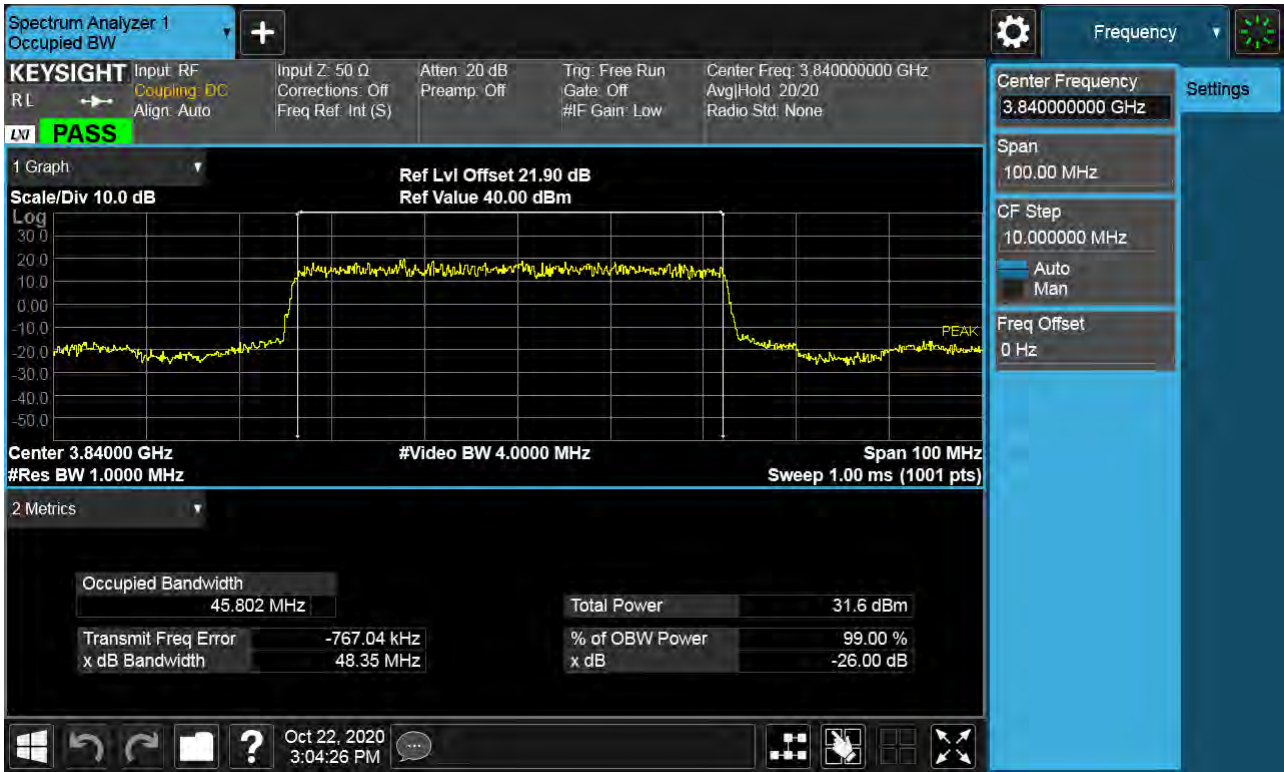 Spectrum Analyzer 1
Occupied BW
+
Frequency
KEYSIGHT
RL
LXI
PASS
Input: RF
Coupling: DC
Align: Auto
Input Z: 50 Ω
Corrections: Off
Freq Ref: Int (S)
Atten: 20 dB
Preamp: Off
Trig: Free Run
Gate: Off
#IF Gain: Low
Center Freq: 3.840000000 GHz
Avg|Hold: 20/20
Radio Std: None
Center Frequency
3.840000000 GHz
Settings
Span
100.00 MHz
CF Step
10.000000 MHz
Auto
Man
Freq Offset
0 Hz
1 Graph
Scale/Div 10.0 dB
Ref Lvl Offset 21.90 dB
Ref Value 40.00 dBm
Log
30.0
20.0
10.0
0.00
-10.0
-20.0
-30.0
-40.0
-50.0
PEAK
Center 3.84000 GHz
#Res BW 1.0000 MHz
#Video BW 4.0000 MHz
Span 100 MHz
Sweep 1.00 ms (1001 pts)
2 Metrics
Occupied Bandwidth
45.802 MHz
Transmit Freq Error -767.04 kHz
x dB Bandwidth 48.35 MHz
Total Power 31.6 dBm
% of OBW Power 99.00 %
x dB -26.00 dB
?
Oct 22, 2020
3:04:26 PM